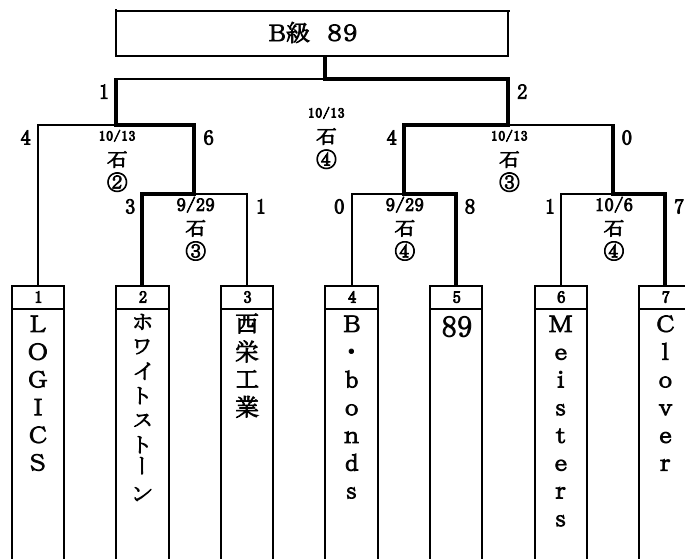 B級 89
1
2
4
10/13
石
②
6
10/13
石
④
4
10/13
石
③
0
3
9/29
石
③
1
0
9/29
石
④
8
1
10/6
石
④
7
1
LOGICS
2
ホワイトストーン
3
西栄工業
4
B・bonds
5
89
6
Meisters
7
Clover